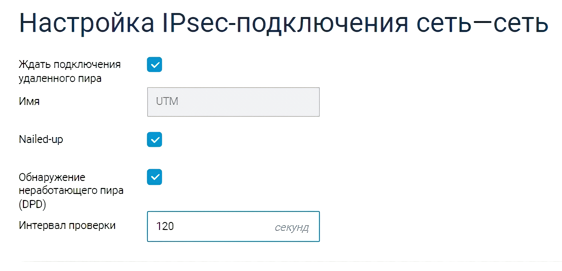 Настройка IPsec-подключения сеть—сеть
Ждать подключения
удаленного пира
Имя
UTM
Nailed-up
Обнаружение
неработающего пира
(DPD)
Интервал проверки
120 секунд